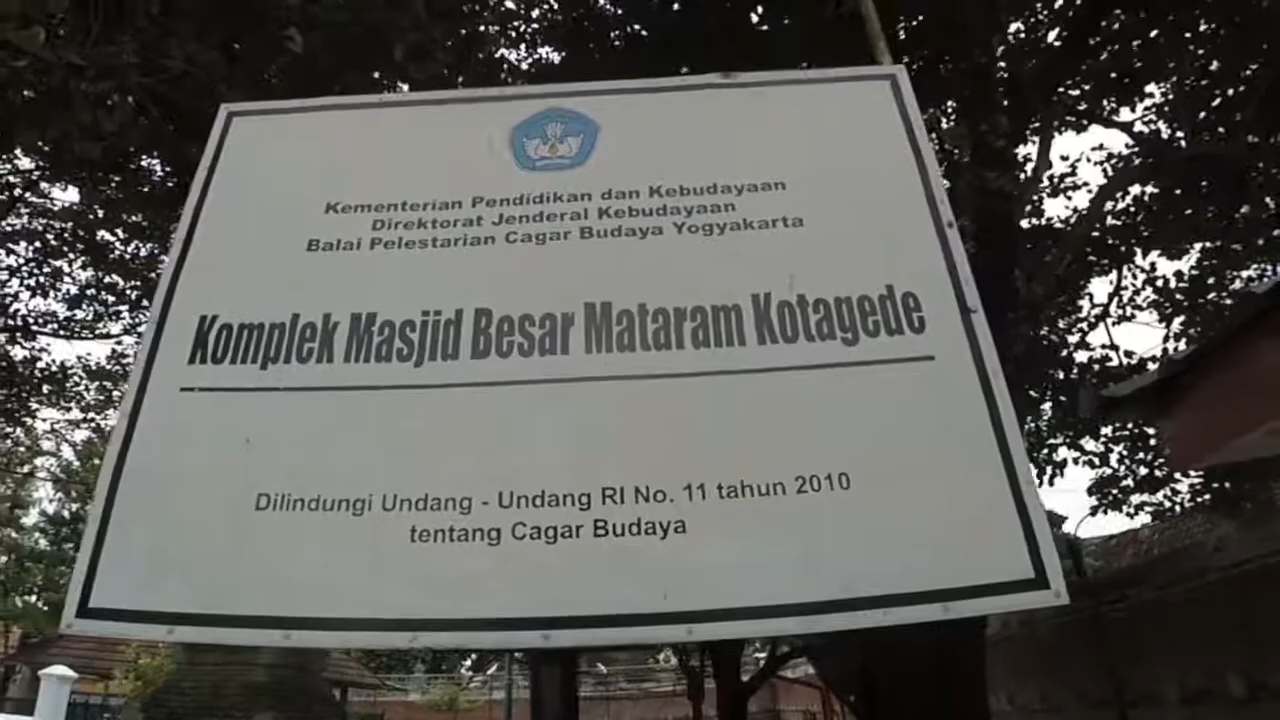 Kementerian Pendidikan dan Kebudayaan
Direktorat Jenderal Kebudayaan
Balai Pelestarian Cagar Budaya Yogyakarta
Komplek Masjid Besar Mataram Kotagede
Dilindungi Undang - Undang RI No. 11 tahun 2010
tentang Cagar Budaya